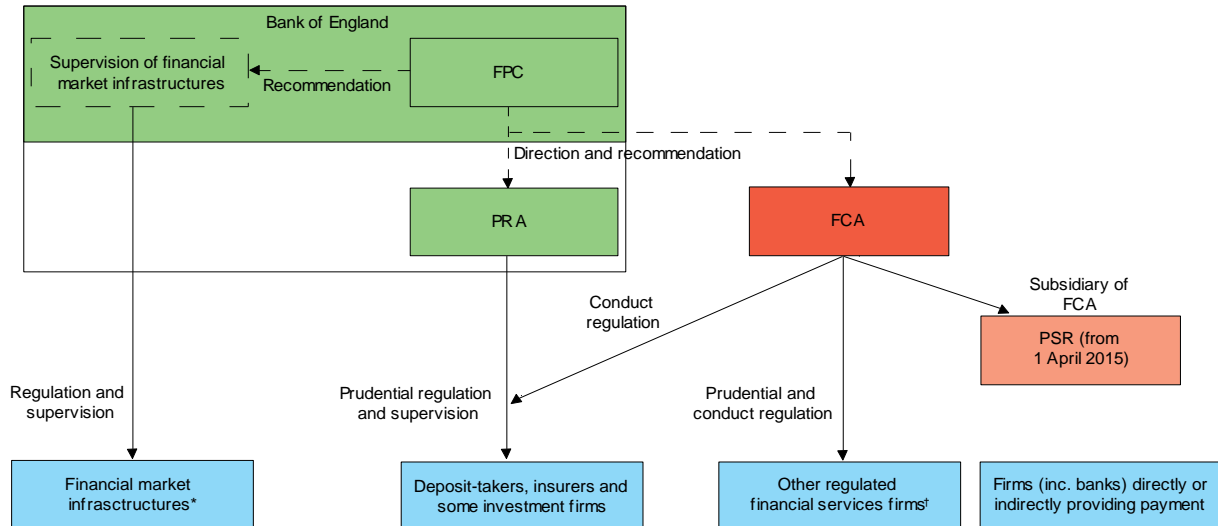 Bank of England
Supervision of financial
market infrastructures
Recommendation
FPC
Direction and recommendation
PRA
FCA
Conduct
regulation
Subsidiary of
FCA
PSR (from
1 April 2015)
Regulation and
supervision
Prudential regulation
and supervision
Prudential and
conduct regulation
Financial market
infrasctructures*
Deposit-takers, insurers and
some investment firms
Other regulated
financial services firms†
Firms (inc. banks) directly or
indirectly providing payment